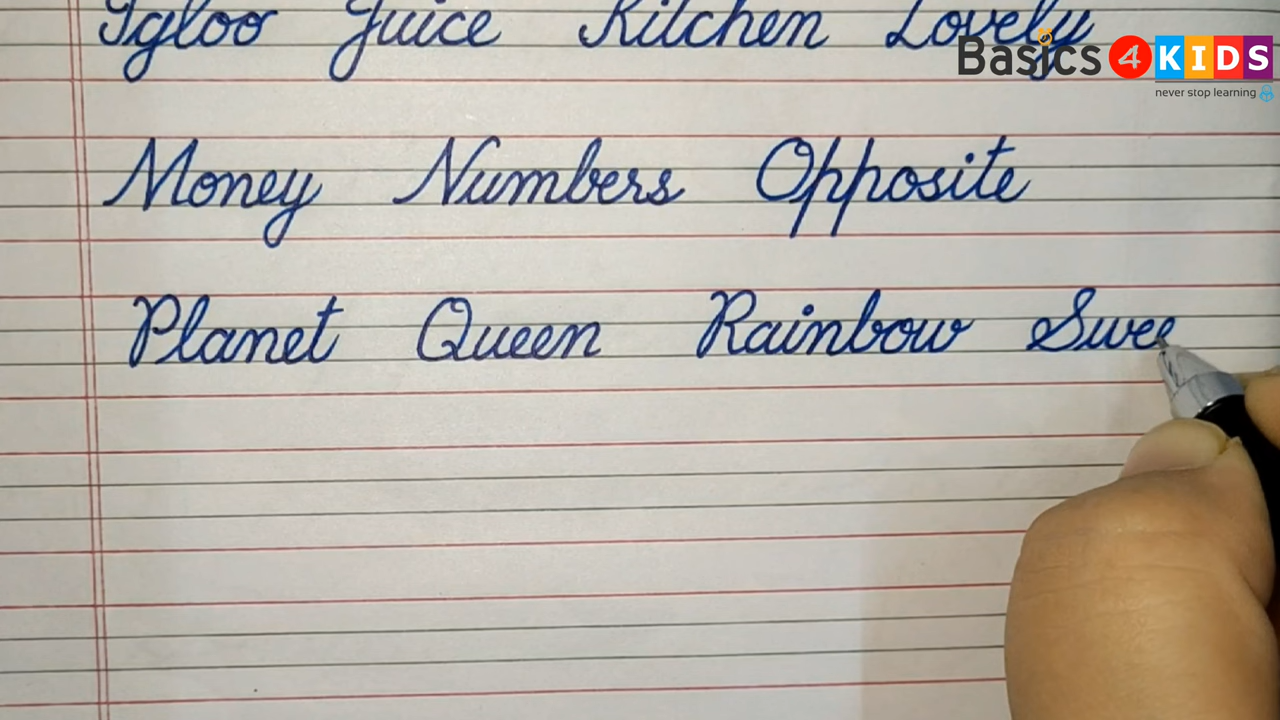 Igloo Juice Kitchen Lovely
Basics 4 KIDS
never stop learning
Money Numbers Opposite
Planet Queen Rainbow Swee